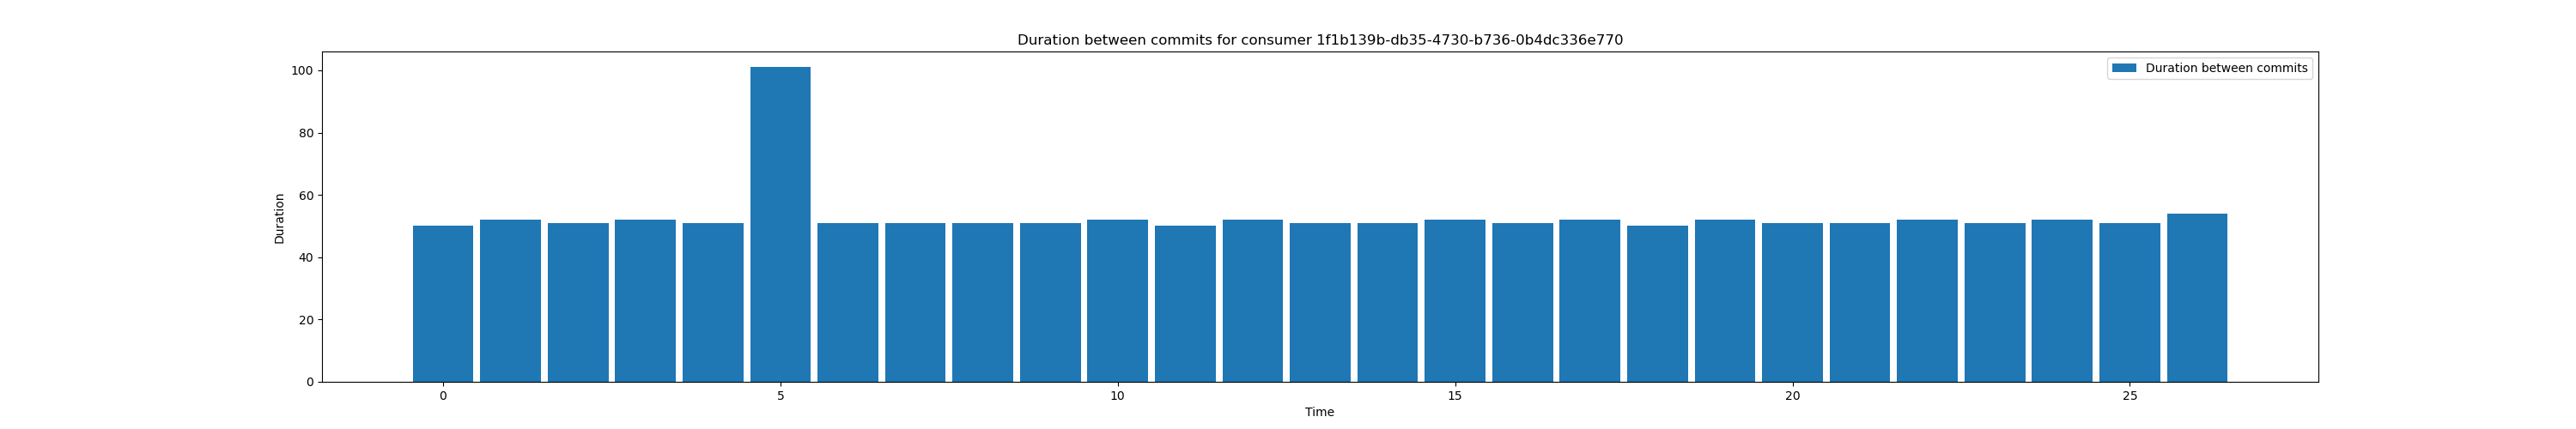 Duration between commits for consumer 1f1b139b-db35-4730-b736-0b4dc336e770
Duration between commits
100
80
60
40
20
0
Duration
0 5 10 15 20 25
Time